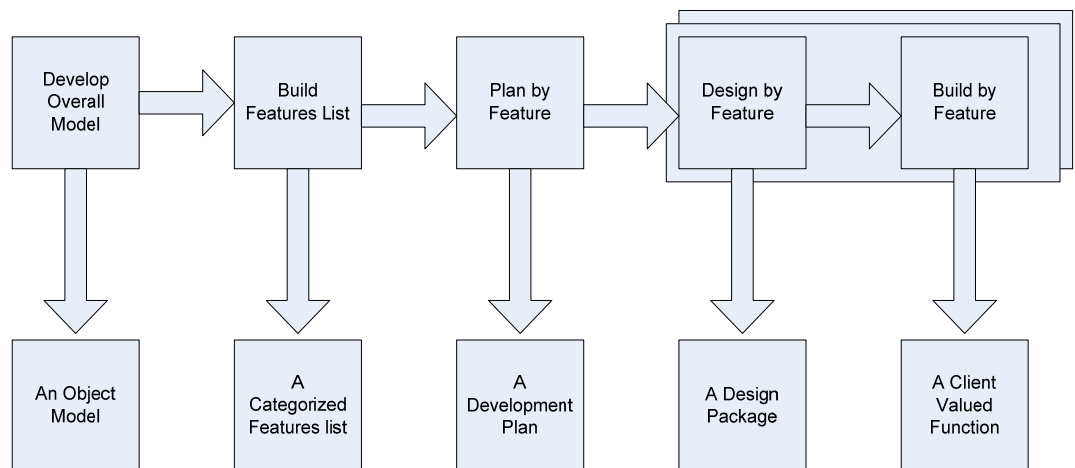 Develop
Overall
Model
Build
Features List
Plan by
Feature
Design by
Feature
Build by
Feature
An Object
Model
A
Categorized
Features list
A
Development
Plan
A Design
Package
A Client
Valued
Function